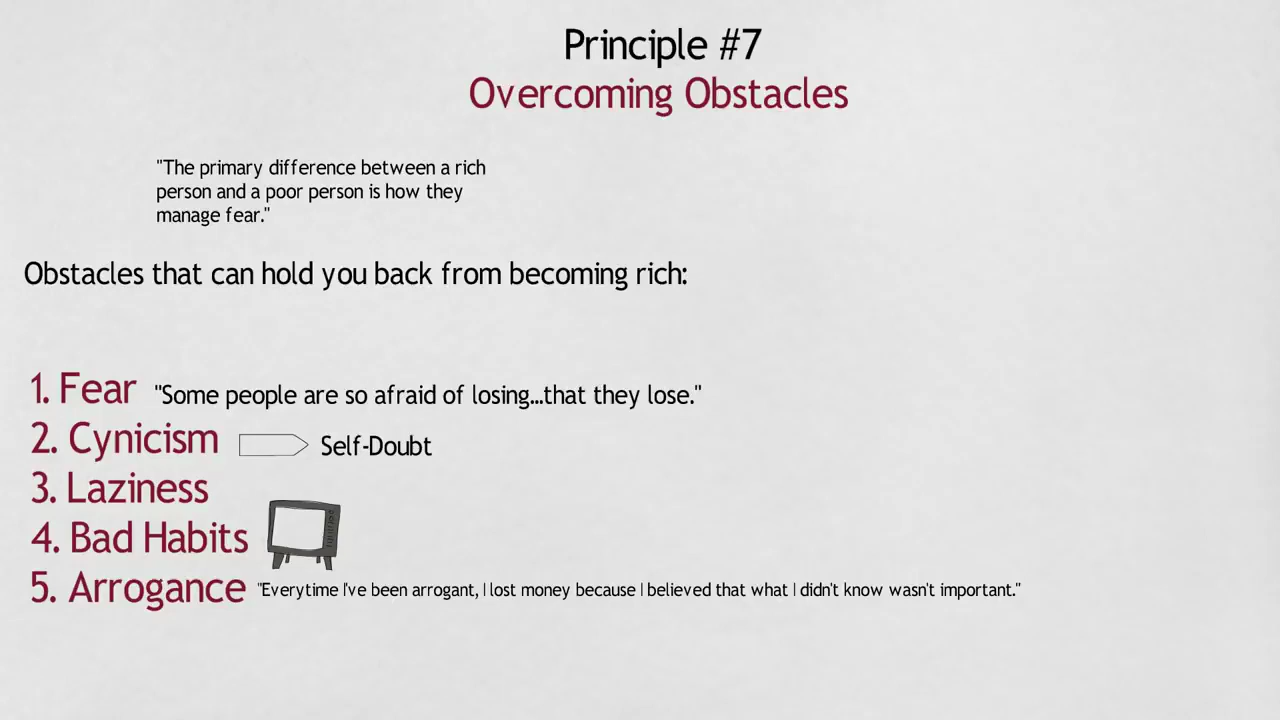 Principle #7
Overcoming Obstacles
"The primary difference between a rich
person and a poor person is how they
manage fear."
Obstacles that can hold you back from becoming rich:
1. Fear "Some people are so afraid of losing...that they lose."
2. Cynicism Self-Doubt
3. Laziness
4. Bad Habits
5. Arrogance "Everytime I've been arrogant, I lost money because I believed that what I didn't know wasn't important."